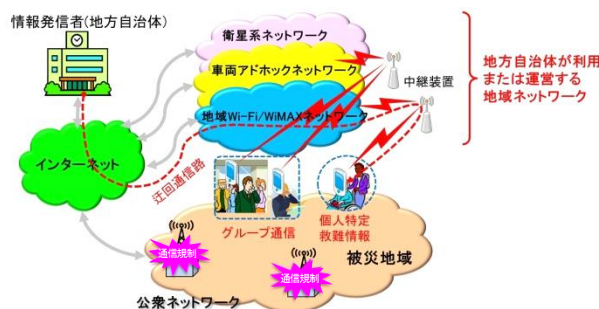 情報発信者(地方自治体)
衛星系ネットワーク
車両アドホックネットワーク
地域Wi-Fi/WiMAXネットワーク
中継装置
地方自治体が利用
または運営する
地域ネットワーク
インターネット
迂回通信路
グループ通信
個人特定
救難情報
通信規制
通信規制
被災地域
公衆ネットワーク